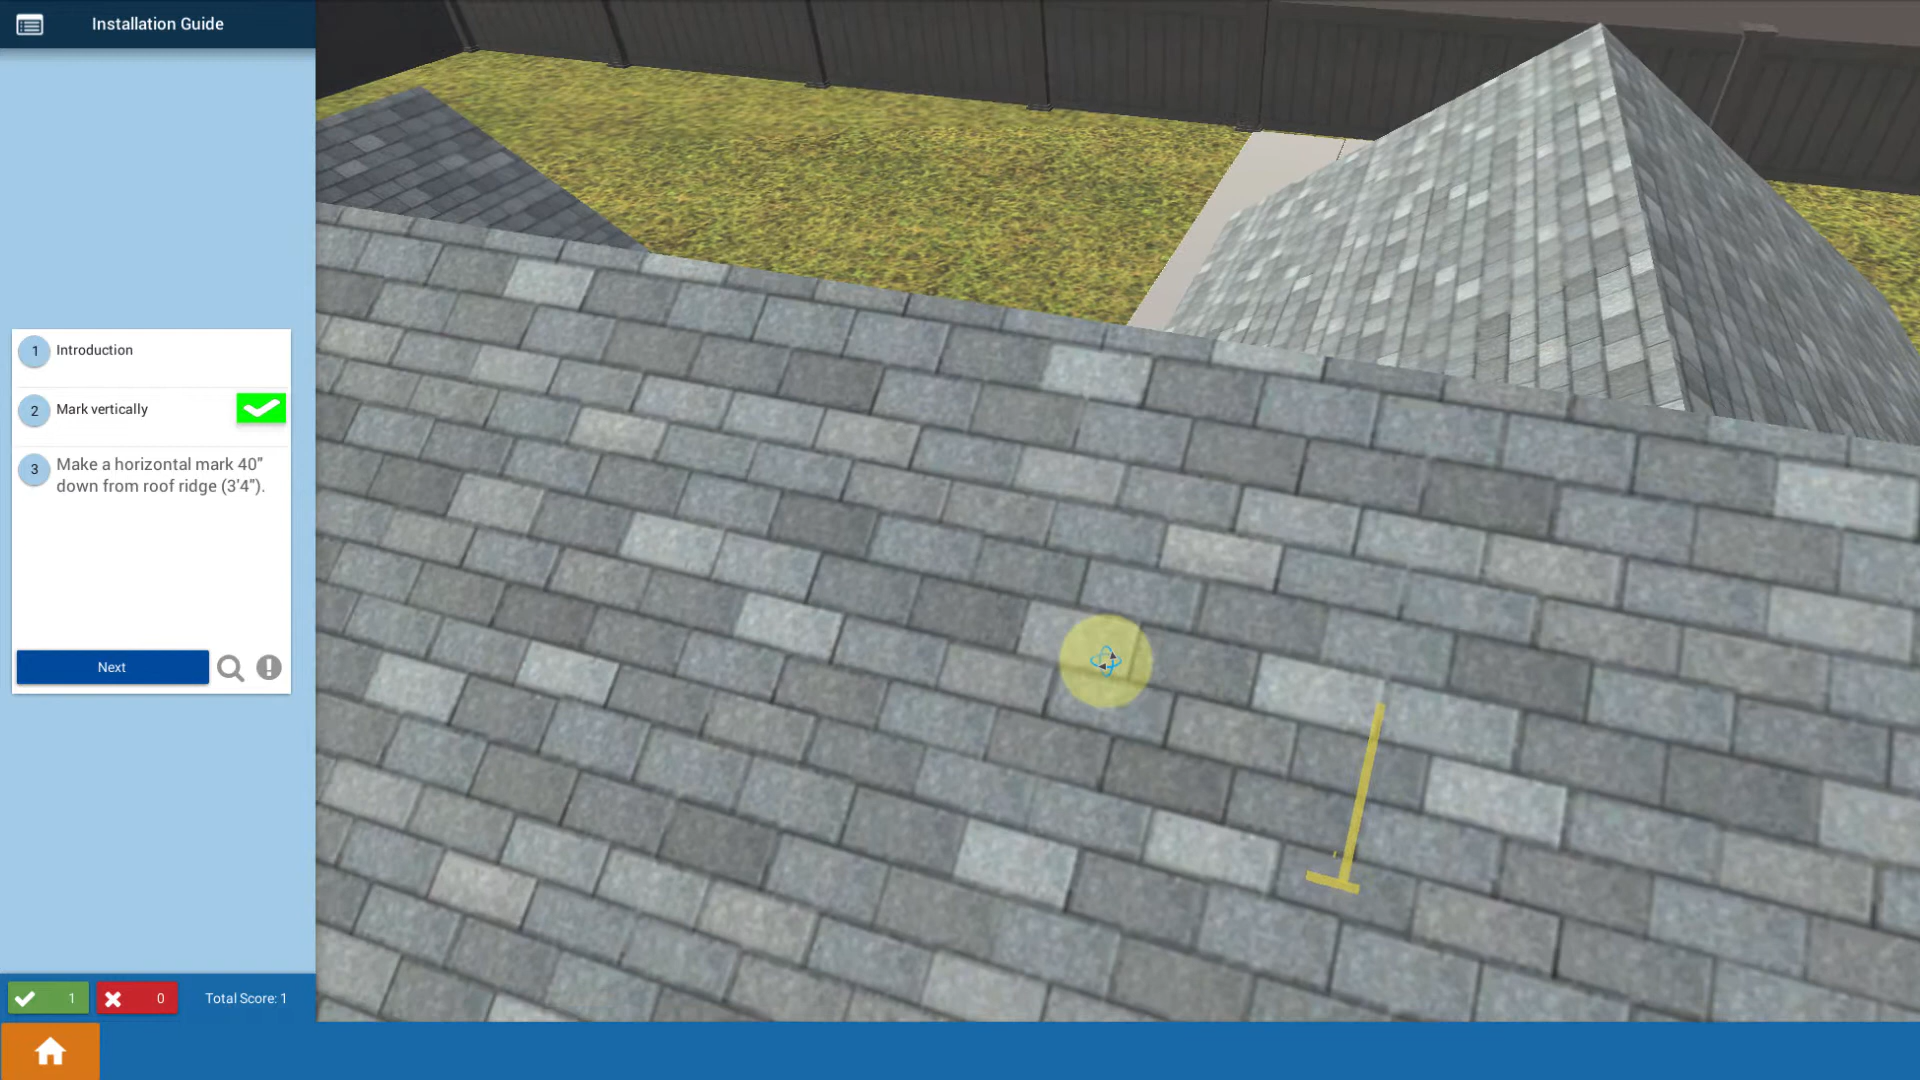 Installation Guide
1 Introduction
2 Mark vertically
3 Make a horizontal mark 40"
down from roof ridge (3'4").
Next
1 0 Total Score: 1